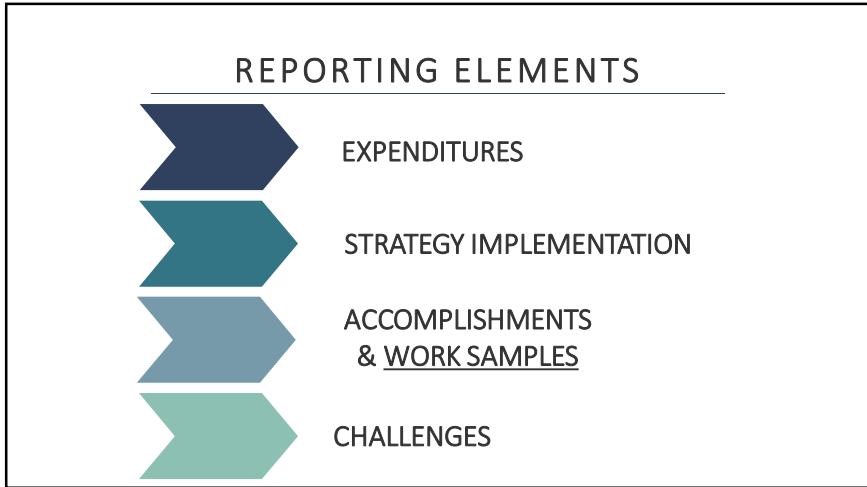 REPORTING ELEMENTS
EXPENDITURES
STRATEGY IMPLEMENTATION
ACCOMPLISHMENTS
& WORK SAMPLES
CHALLENGES